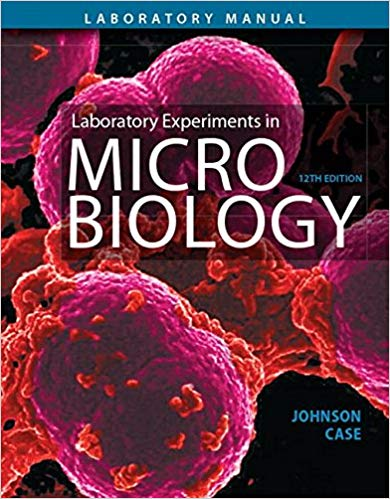 LABORATORY MANUAL
Laboratory Experiments in
MICRO
12TH EDITION
BIOLOGY
JOHNSON
CASE